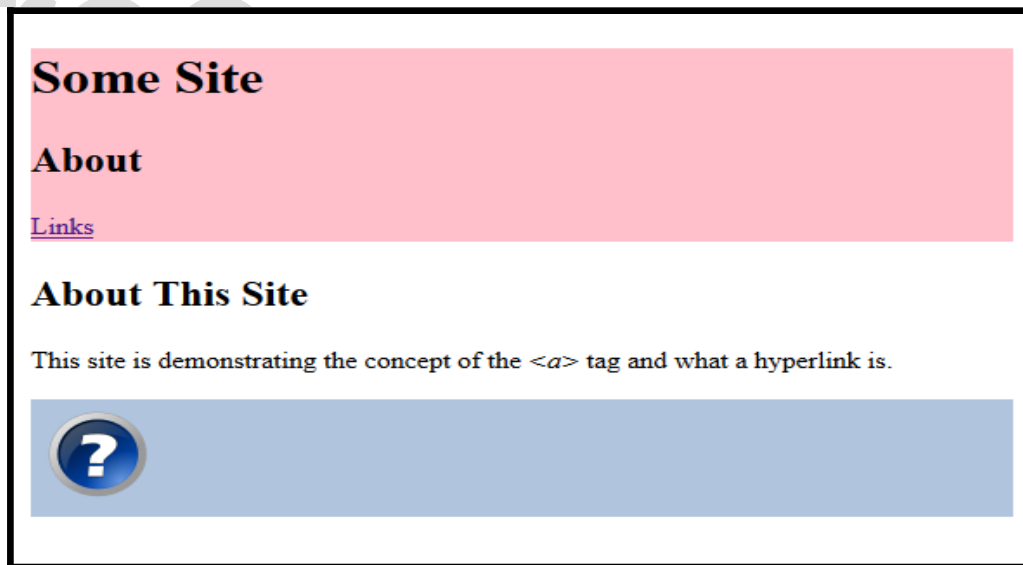 Some Site
About
Links
About This Site
This site is demonstrating the concept of the <a> tag and what a hyperlink is.
?